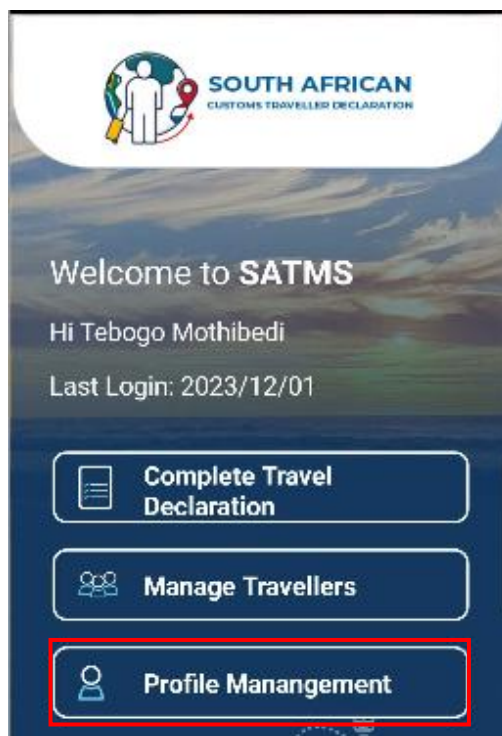 SOUTH AFRICAN
CUSTOMS TRAVELLER DECLARATION
Welcome to SATMS
Hi Tebogo Mothibedi
Last Login: 2023/12/01
Complete Travel
Declaration
Manage Travellers
Profile Manangement